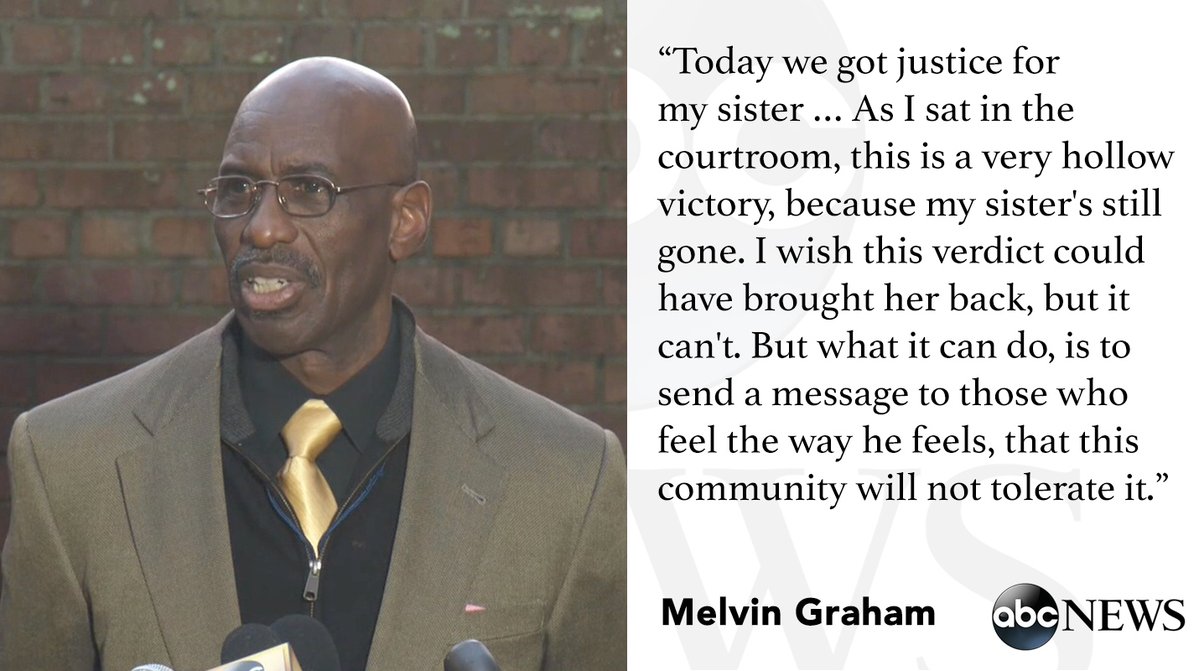 “Today we got justice for
my sister ... As I sat in the
courtroom, this is a very hollow
victory, because my sister's still
gone. I wish this verdict could
have brought her back, but it
can't. But what it can do, is to
send a message to those who
feel the way he feels, that this
community will not tolerate it.”
Melvin Graham
abc NEWS